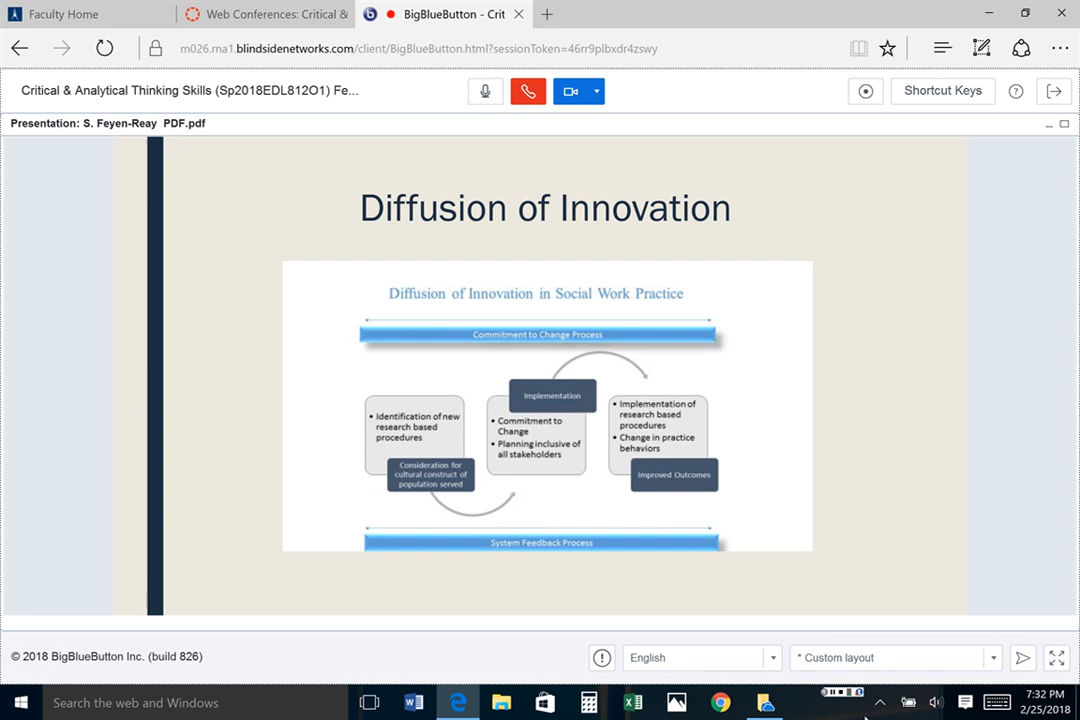 Faculty Home
Web Conferences: Critical &
BigBlueButton - Crit
m026.rna1.blindsidenetworks.com/client/BigBlueButton.html?sessionToken=46rr9plbxdr4zswy
Critical & Analytical Thinking Skills (Sp2018EDL812O1) Fe...
Shortcut Keys
Presentation: S. Feyen-Reay PDF.pdf
Diffusion of Innovation
Diffusion of Innovation in Social Work Practice
Commitment to Change Process
• Identification of new
research based
procedures
Consideration for
cultural construct of
population served
Implementation
• Commitment to
Change
• Planning inclusive of
all stakeholders
• Implementation of
research based
procedures
• Change in practice
behaviors
Improved Outcomes
System Feedback Process
© 2018 BigBlueButton Inc. (build 826)
English
* Custom layout
Search the web and Windows
7:32 PM
2/25/2018